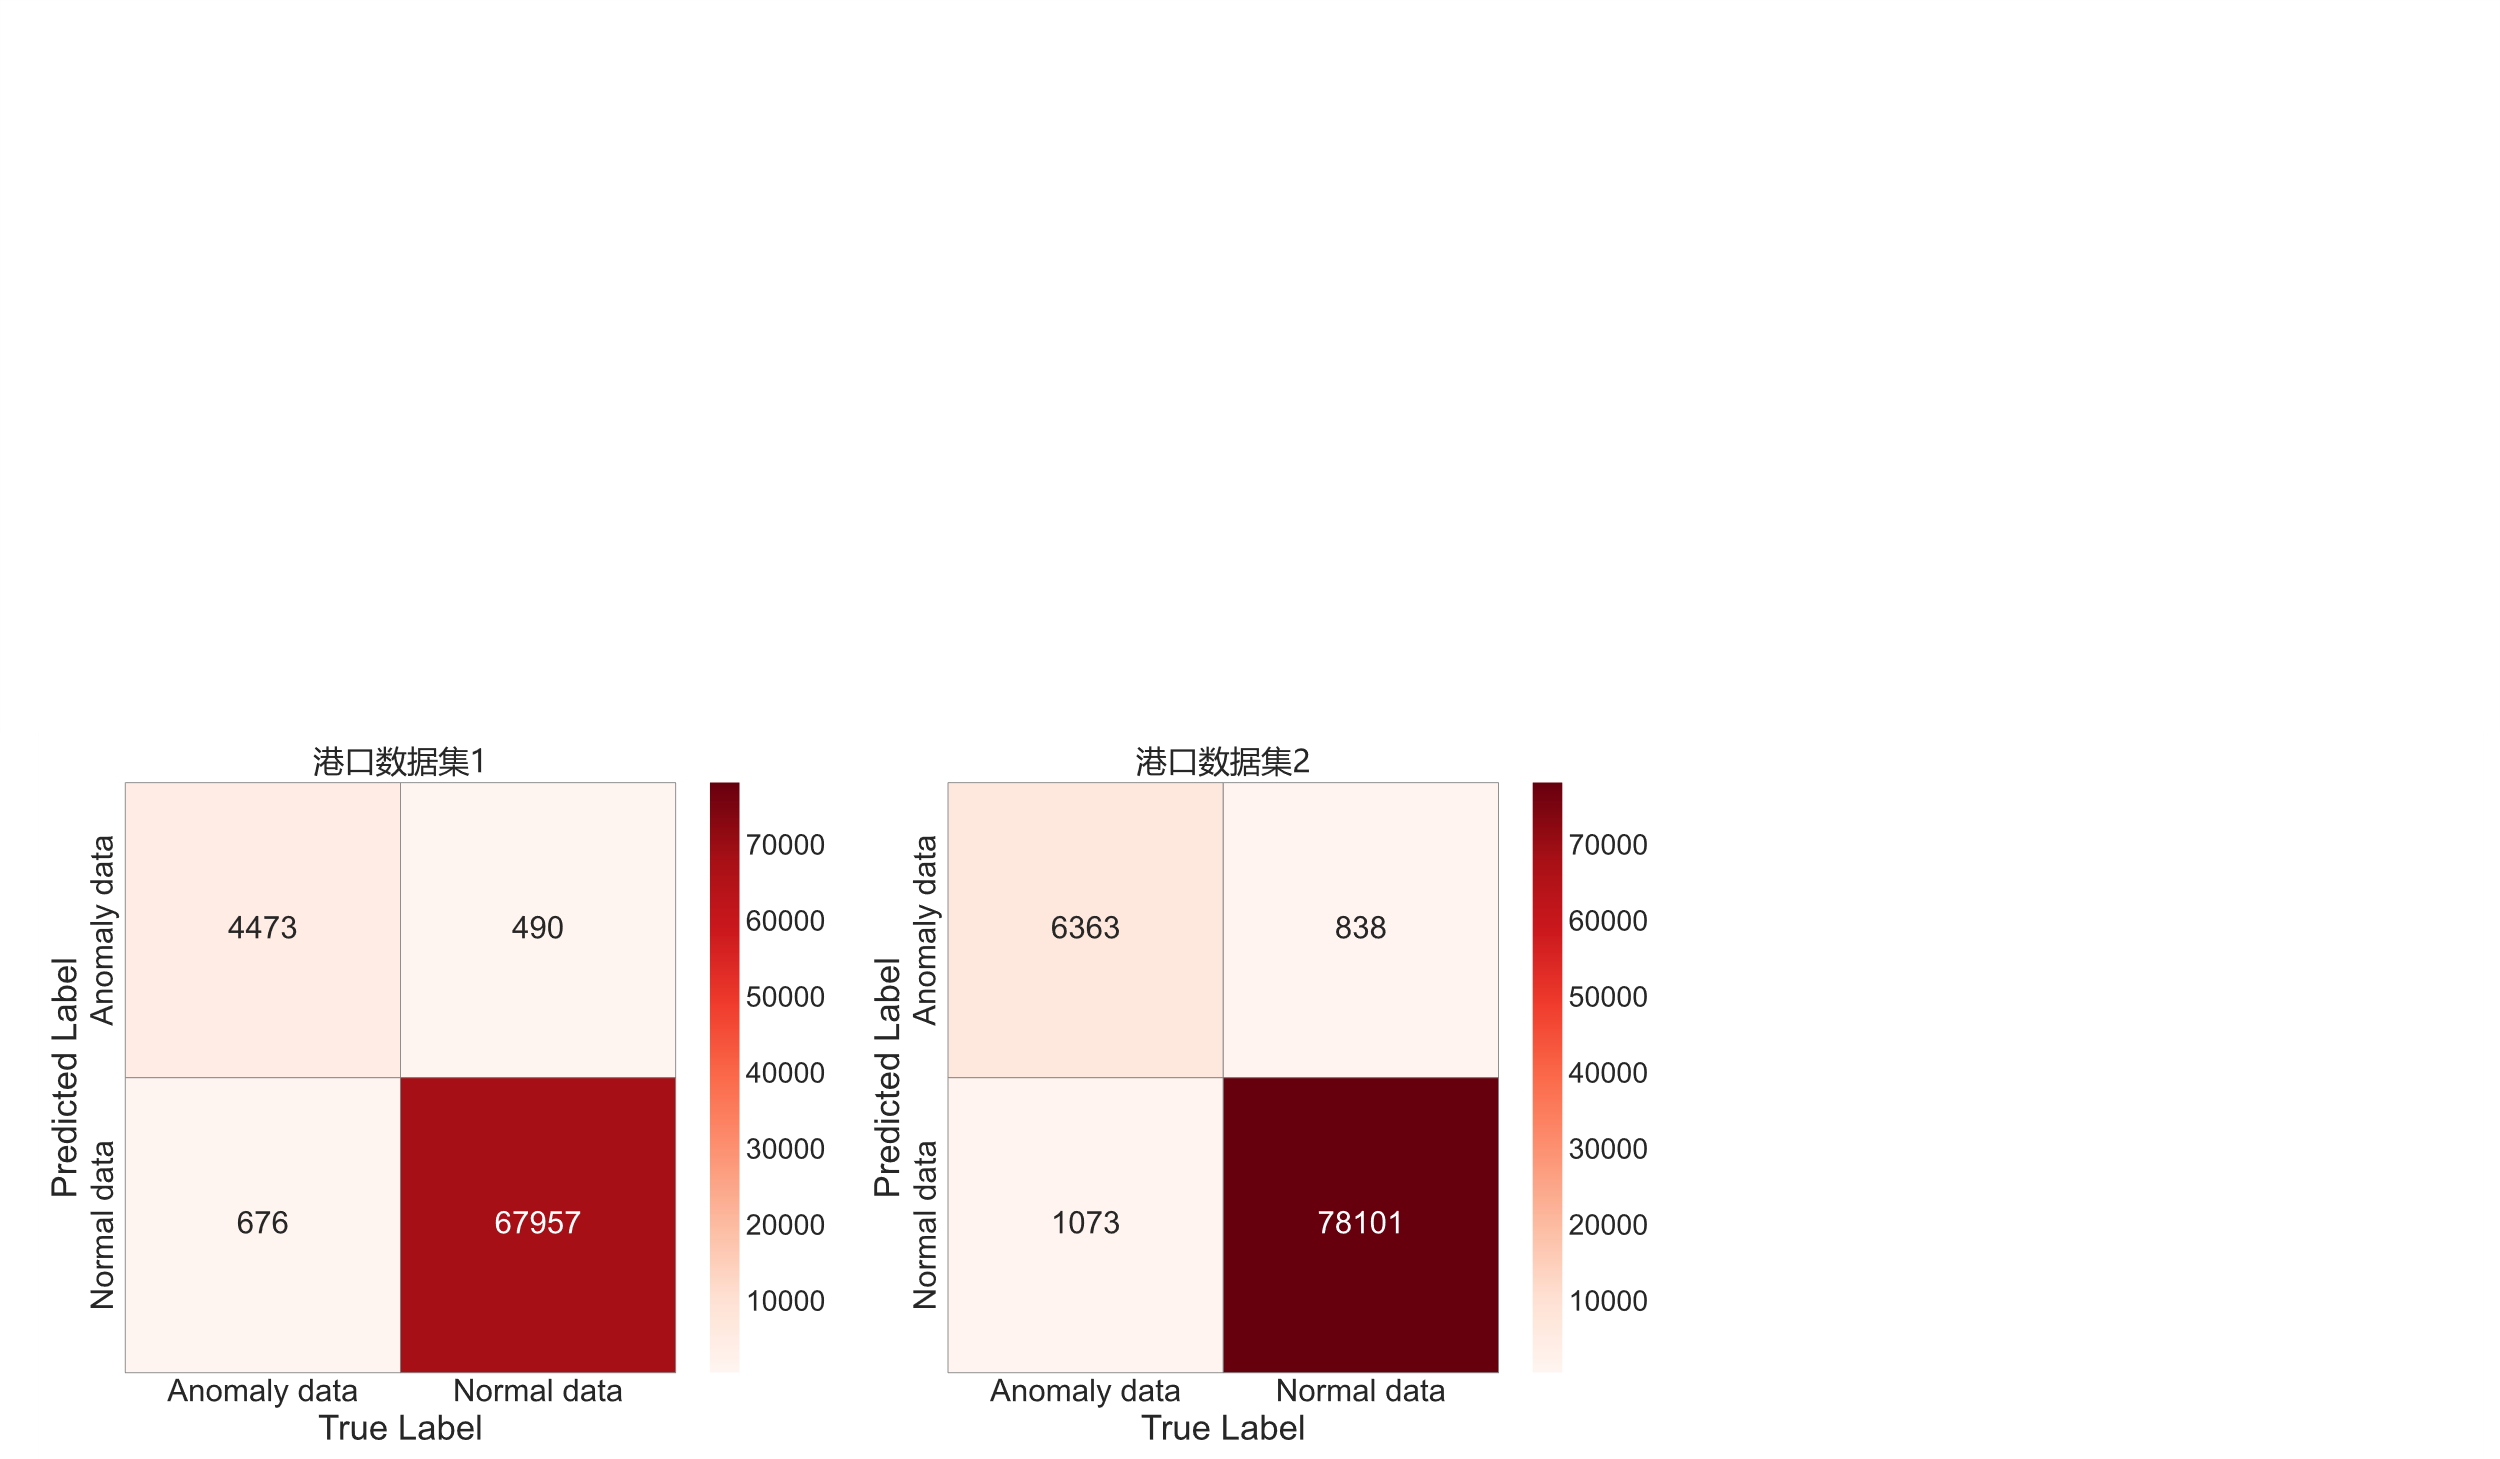 港口数据集1
Predicted Label
Anomaly data
Normal data
4473
490
676
67957
Anomaly data
Normal data
True Label
70000
60000
50000
40000
30000
20000
10000
港口数据集2
Predicted Label
Anomaly data
Normal data
6363
838
1073
78101
Anomaly data
Normal data
True Label
70000
60000
50000
40000
30000
20000
10000